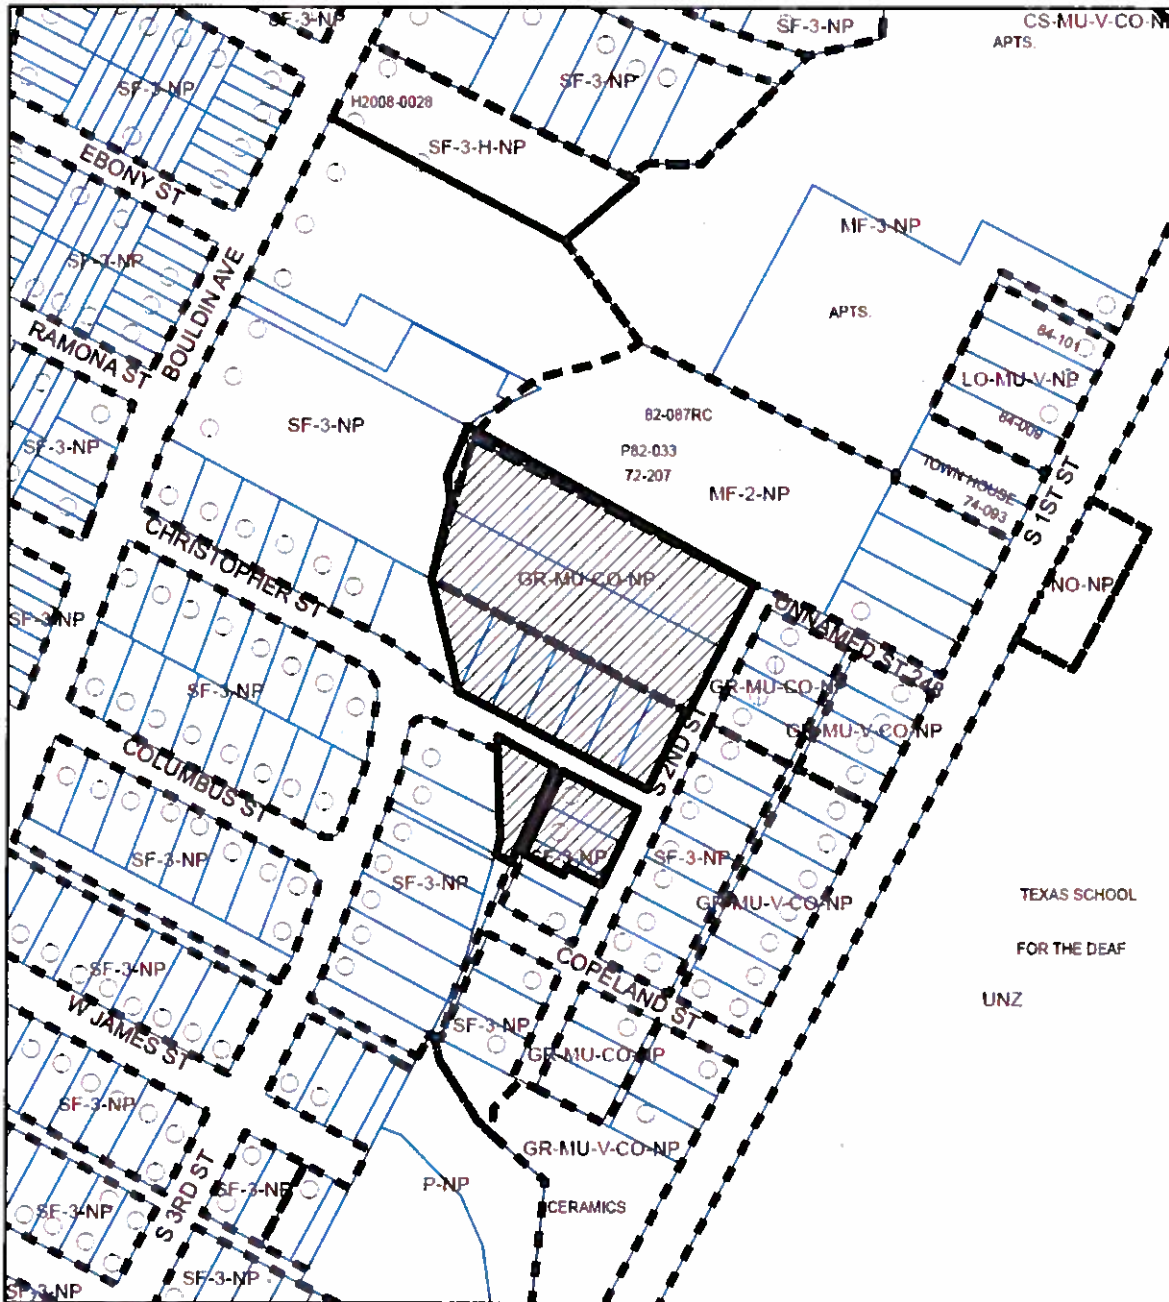 SF-3-NP
SF-3-NP
CS-MU-V-CO-N
APTS.
SF-3-NP
SF-3-NP
H2008-0028
SF-3-H-NP
EBONY ST
MF-3-NP
SF-3-NP
BOULDIN AVE
APTS.
RAMONA ST
84-101
LO-MU-V-NP
82-087RC
84-009
SF-3-NP
SF-3-NP
P82-033
72-207
TOWN HOUSE
74-093
MF-2-NP
S 1ST ST
CHRISTOPHER ST
GR-MU-CO-NP
NO-NP
UNNAMED ST 248
SF-3-NP
SF-3-NP
GR-MU-CO-NP
GR-MU-V-CO-NP
S 2ND ST
COLUMBUS ST
SF-3-NP
SF-3-NP
SF-3-NP
SF-3-NP
GR-MU-V-CO-NP
TEXAS SCHOOL
FOR THE DEAF
UNZ
SF-3-NP
COPELAND ST
W JAMES ST
SF-3-NP
GR-MU-CO-NP
SF-3-NP
GR-MU-V-CO-NP
S 3RD ST
SF-3-NP
P-NP
SF-3-NP
CERAMICS
SF-3-NP
SF-3-NP